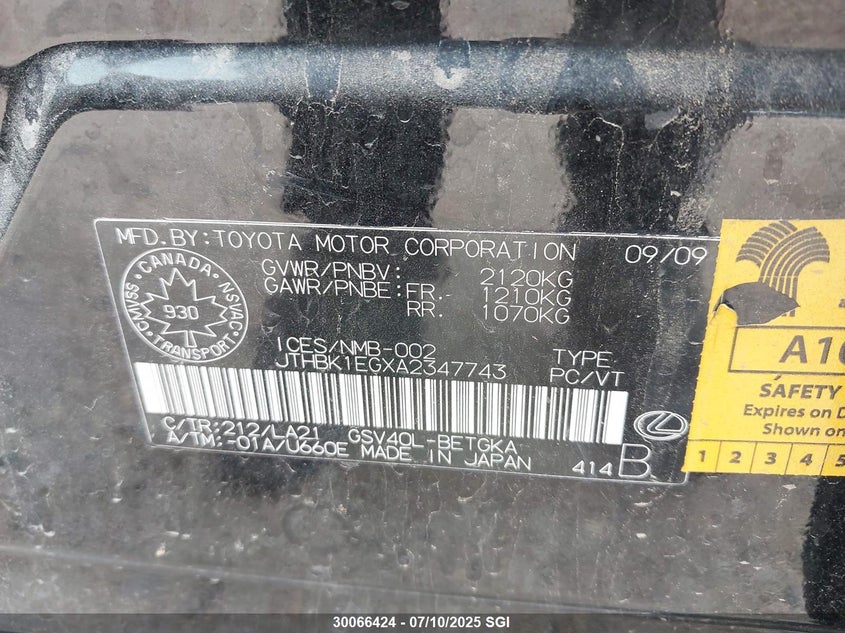 MFD.BY:TOYOTA MOTOR CORPORATION 09/09
GVWR/PNBV: 2120KG
GAWR/PNBE: FR. 1210KG
RR. 1070KG
CANADA
CMVSS 930 NSVAC
TRANSPORT
ICES/NMB-002 TYPE
JTHBK1EGXA2347743 PC/VT
C/TR:212/LA21 GSV40L-BETGKA
A/TM:-01A/U660E MADE IN JAPAN 414 B
SAFETY
Expires on
Shown on
1 2 3 4
30066424 - 07/10/2025 SGI